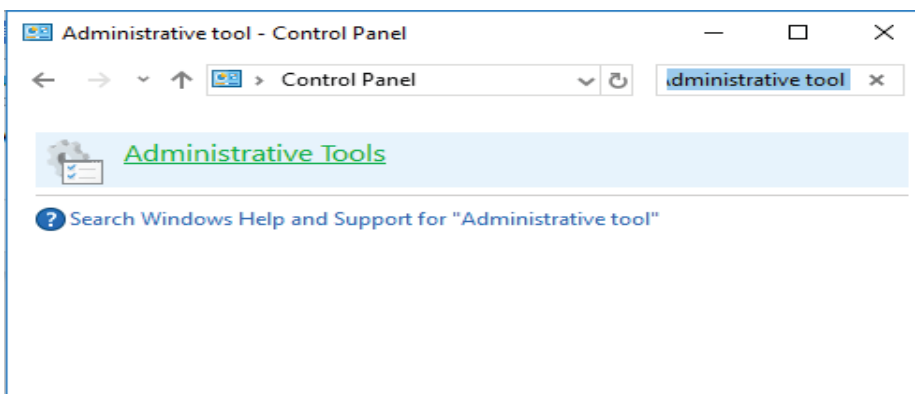 Administrative tool - Control Panel
Control Panel
dministrative tool
Administrative Tools
Search Windows Help and Support for "Administrative tool"